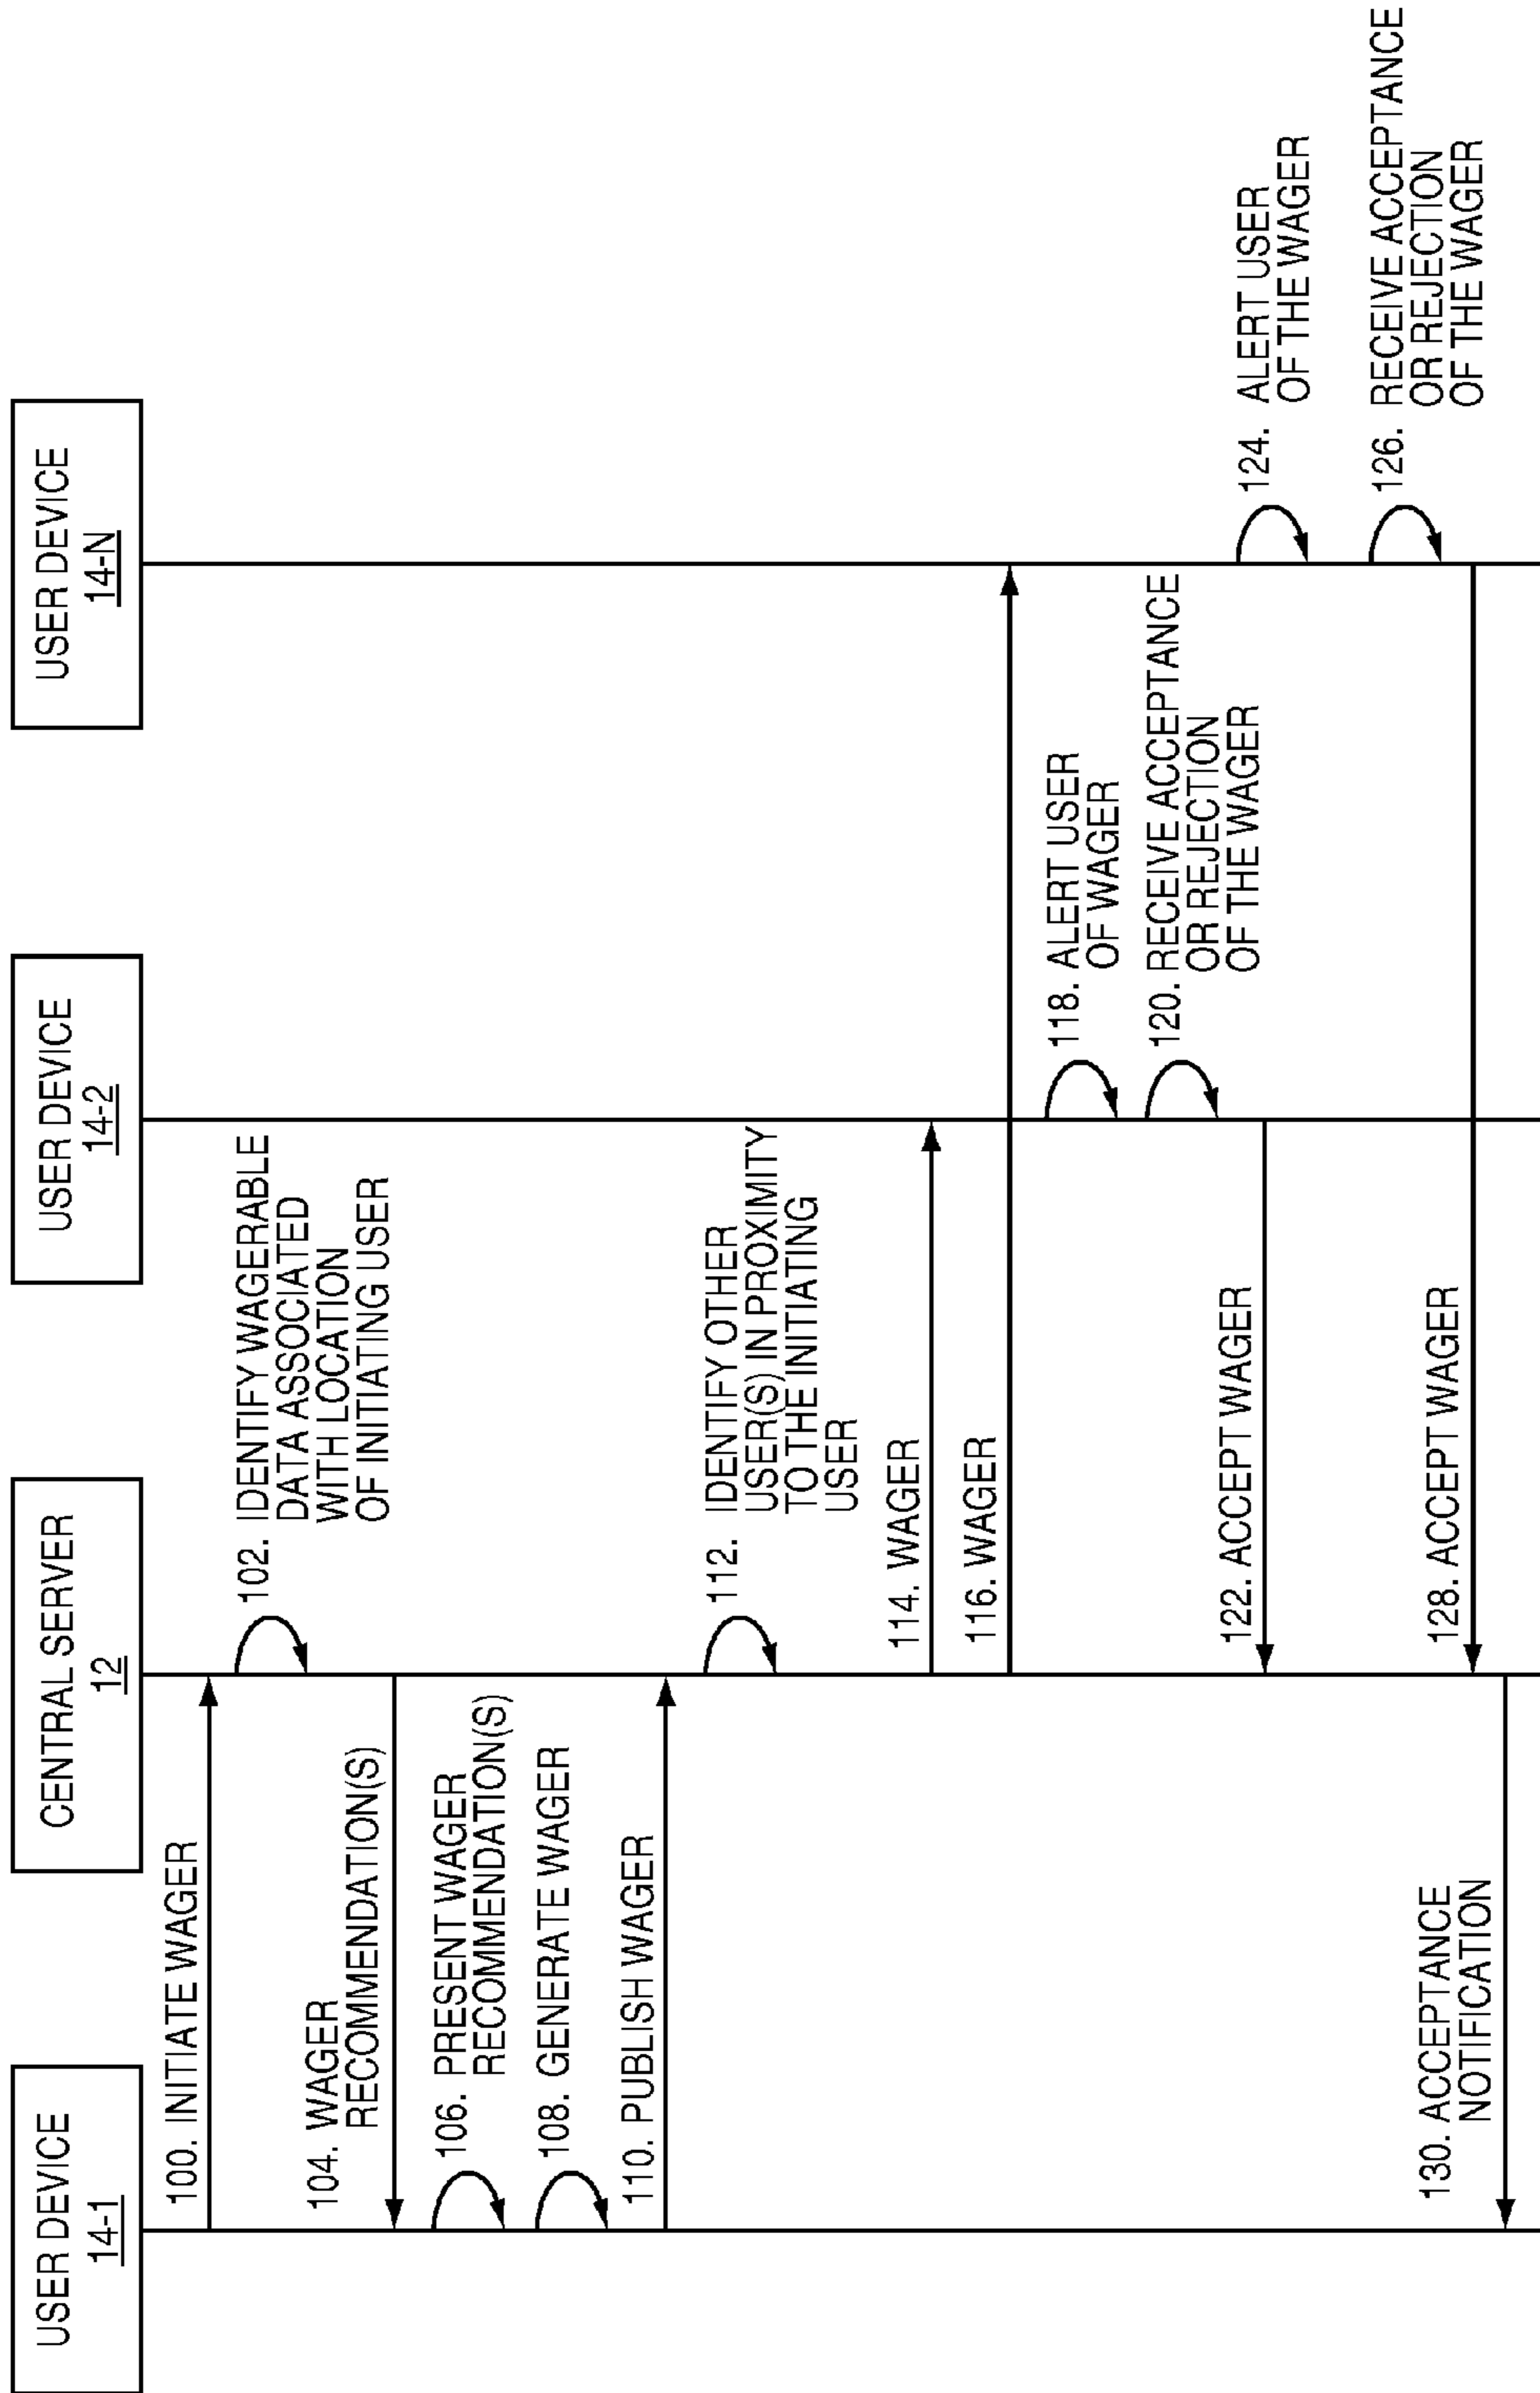 USER DEVICE
14-1
CENTRAL SERVER
12
USER DEVICE
14-2
USER DEVICE
14-N
100. INITIATE WAGER
102. IDENTIFY WAGERABLE
DATA ASSOCIATED
WITH LOCATION
OF INITIATING USER
104. WAGER
RECOMMENDATION(S)
106. PRESENT WAGER
RECOMMENDATION(S)
108. GENERATE WAGER
110. PUBLISH WAGER
112. IDENTIFY OTHER
USER(S) IN PROXIMITY
TO THE INITIATING
USER
114. WAGER
116. WAGER
118. ALERT USER
OF WAGER
120. RECEIVE ACCEPTANCE
OR REJECTION
OF THE WAGER
122. ACCEPT WAGER
124. ALERT USER
OF THE WAGER
126. RECEIVE ACCEPTANCE
OR REJECTION
OF THE WAGER
128. ACCEPT WAGER
130. ACCEPTANCE
NOTIFICATION